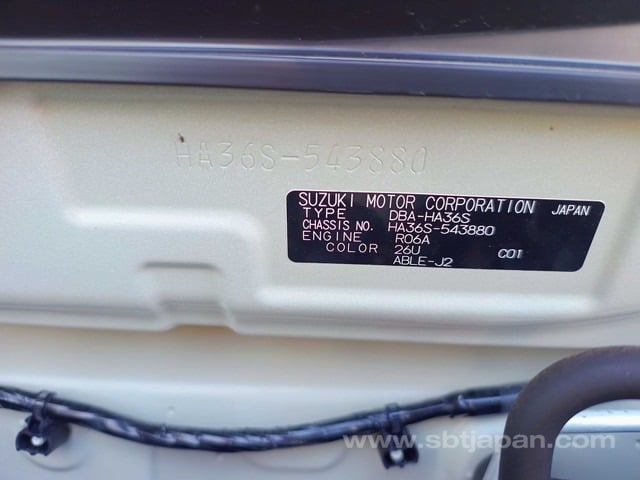 HA36S-543880
SUZUKI MOTOR CORPORATION JAPAN
TYPE DBA-HA36S
CHASSIS NO. HA36S-543880
ENGINE R06A
COLOR 26U C01
ABLE-J2
www.sbtjapan.com